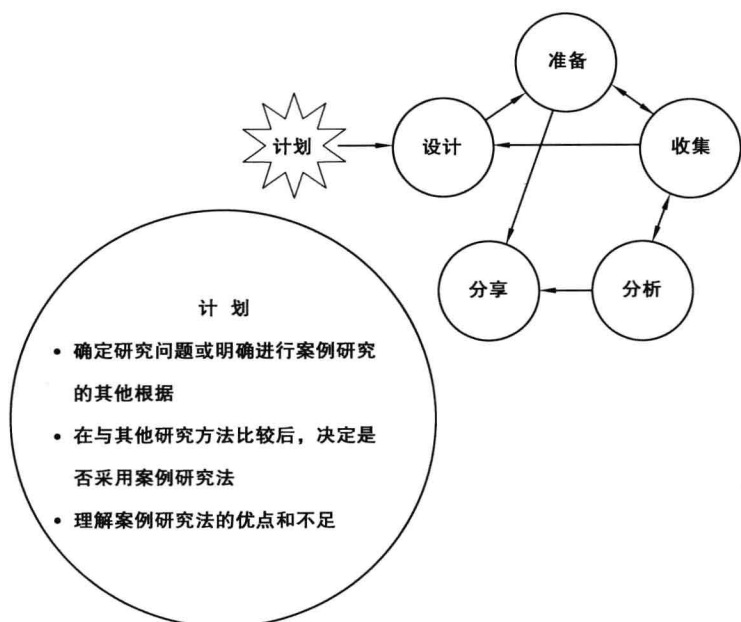 准备
计划
设计
收集
分享
分析
计 划
• 确定研究问题或明确进行案例研究
的其他根据
• 在与其他研究方法比较后，决定是
否采用案例研究法
• 理解案例研究法的优点和不足